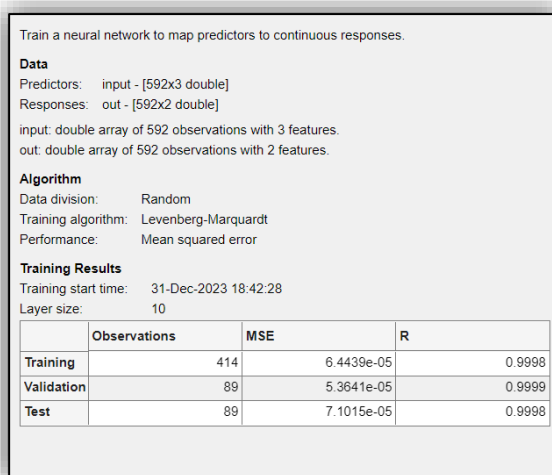 Train a neural network to map predictors to continuous responses.
Data
Predictors: input - [592x3 double]
Responses: out - [592x2 double]
input: double array of 592 observations with 3 features.
out: double array of 592 observations with 2 features.
Algorithm
Data division: Random
Training algorithm: Levenberg-Marquardt
Performance: Mean squared error
Training Results
Training start time: 31-Dec-2023 18:42:28
Layer size: 10
Observations MSE R
Training 414 6.4439e-05 0.9998
Validation 89 5.3641e-05 0.9999
Test 89 7.1015e-05 0.9998